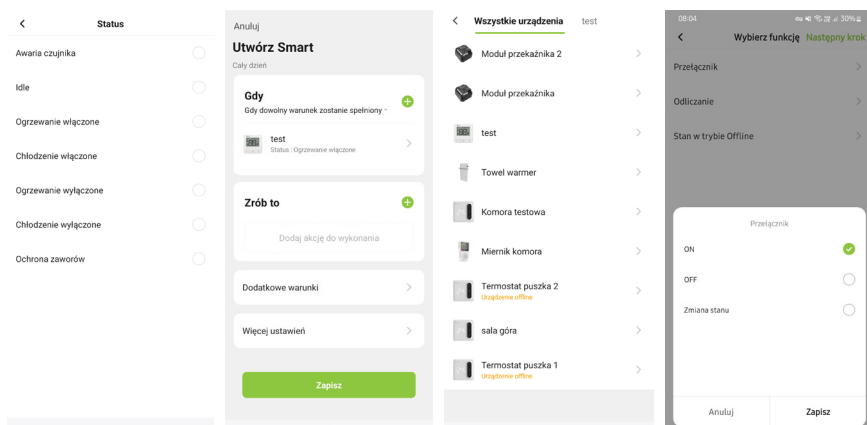 Status
Awaria czujnika
Idle
Ogrzewanie włączone
Chłodzenie włączone
Ogrzewanie wyłączone
Chłodzenie wyłączone
Ochrona zaworów
Anuluj
Utwórz Smart
Cały dzień
Gdy
Gdy dowolny warunek zostanie spełniony
test
Status : Ogrzewanie włączone
Zrób to
Dodaj akcję do wykonania
Dodatkowe warunki
Więcej ustawień
Zapisz
Wszystkie urządzenia test
Moduł przekaźnika 2
Moduł przekaźnika
test
Towel warmer
Komora testowa
Miernik komora
Termostat puszka 2
Urządzenie offline
sala góra
Termostat puszka 1
Urządzenie offline
08:04 30%
Wybierz funkcję Następny krok
Przełącznik
Odliczanie
Stan w trybie Offline
Przełącznik
ON
OFF
Zmiana stanu
Anuluj Zapisz